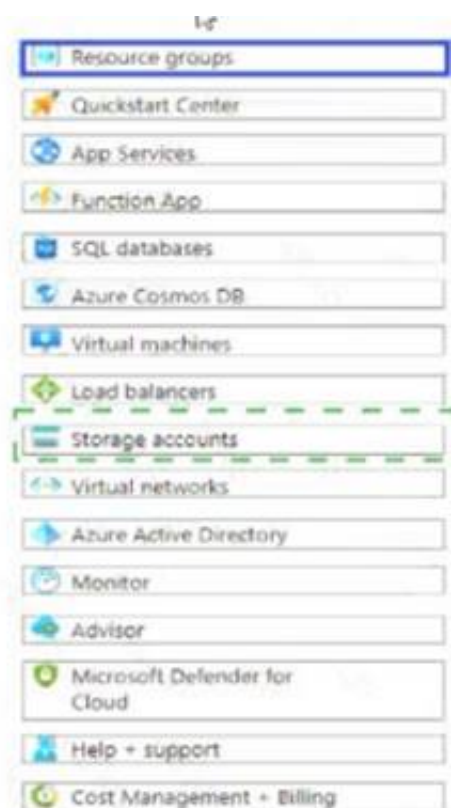 Resource groups
Quickstart Center
App Services
Function App
SQL databases
Azure Cosmos DB
Virtual machines
Load balancers
Storage accounts
Virtual networks
Azure Active Directory
Monitor
Advisor
Microsoft Defender for
Cloud
Help + support
Cost Management + Billing